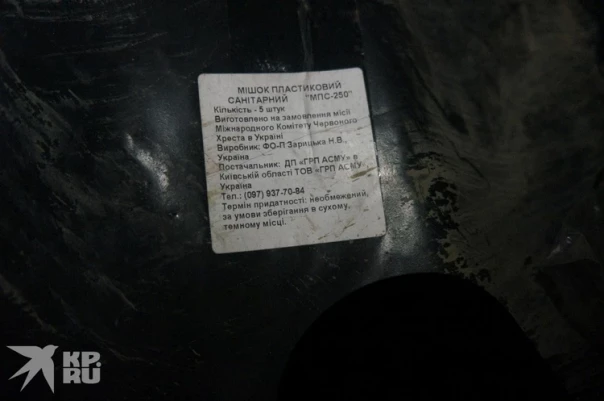 МІШОК ПЛАСТИКОВИЙ
САНІТАРНИЙ "МПС-250"
Кількість - 5 штук
Виготовлено на замовлення місії
Міжнародного Комітету Червоного
Хреста в Україні
Виробник: ФО-П Зарицька Н.В.,
Україна
Постачальник: ДП «ГРП АСМУ» в
Київській області ТОВ «ГРП АСМУ
Україна
Тел.: (097) 937-70-84
Термін придатності: необмежений,
за умови зберігання в сухому,
темному місці.
KP.
RU